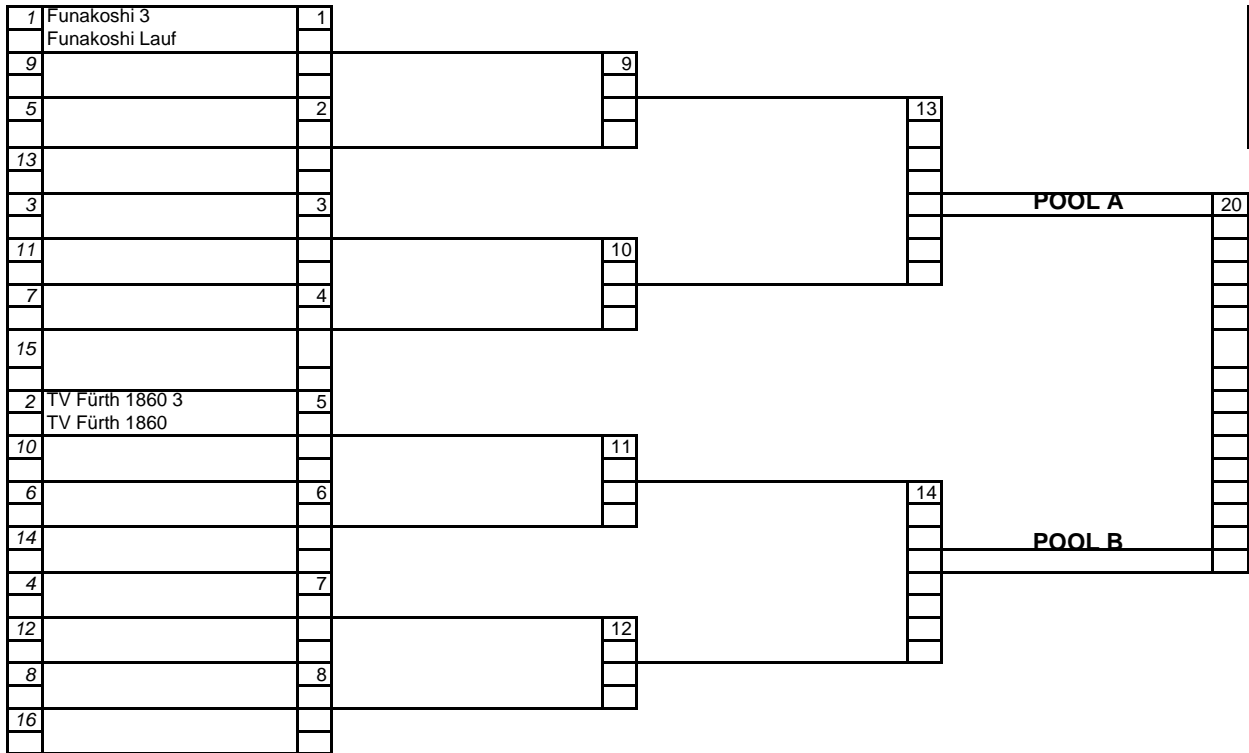 1 Funakoshi 3 1
Funakoshi Lauf
9 9
5 2 13
13
3 3 POOL A 20
11 10
7 4
15
2 TV Fürth 1860 3 5
TV Fürth 1860
10 11
6 6 14
14 POOL B
4 7
12 12
8 8
16